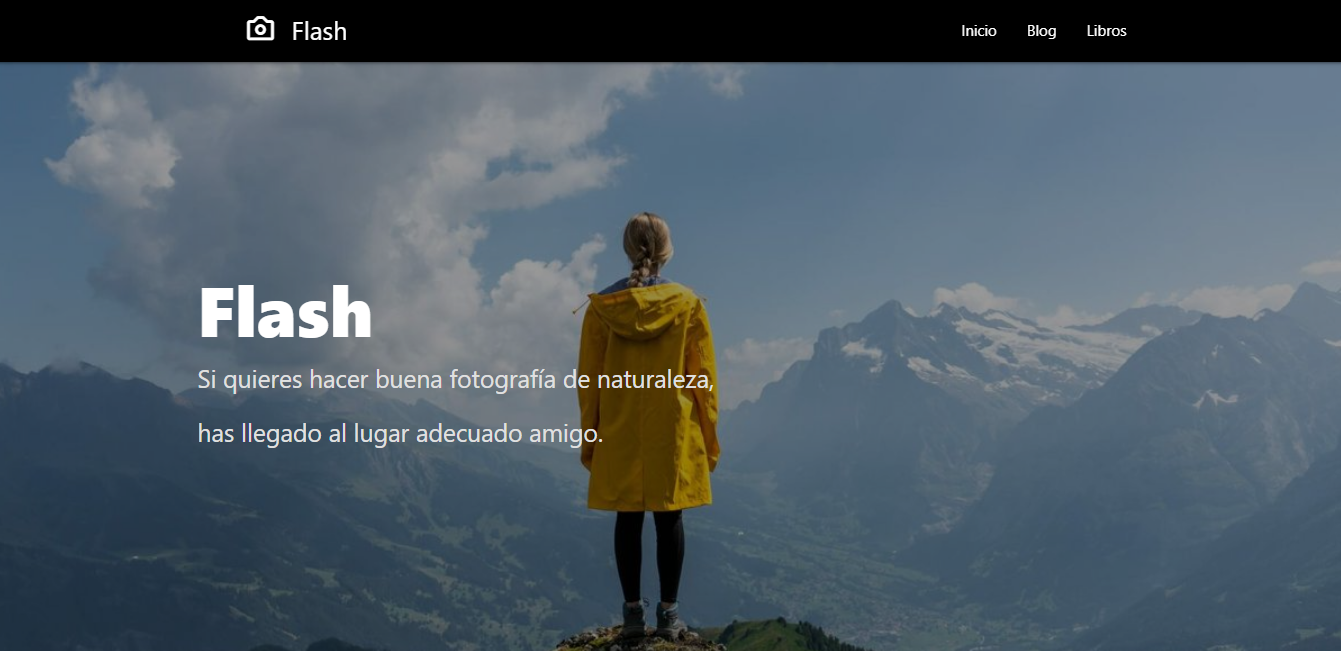 Flash
Inicio Blog Libros
Flash
Si quieres hacer buena fotografía de naturaleza,
has llegado al lugar adecuado amigo.